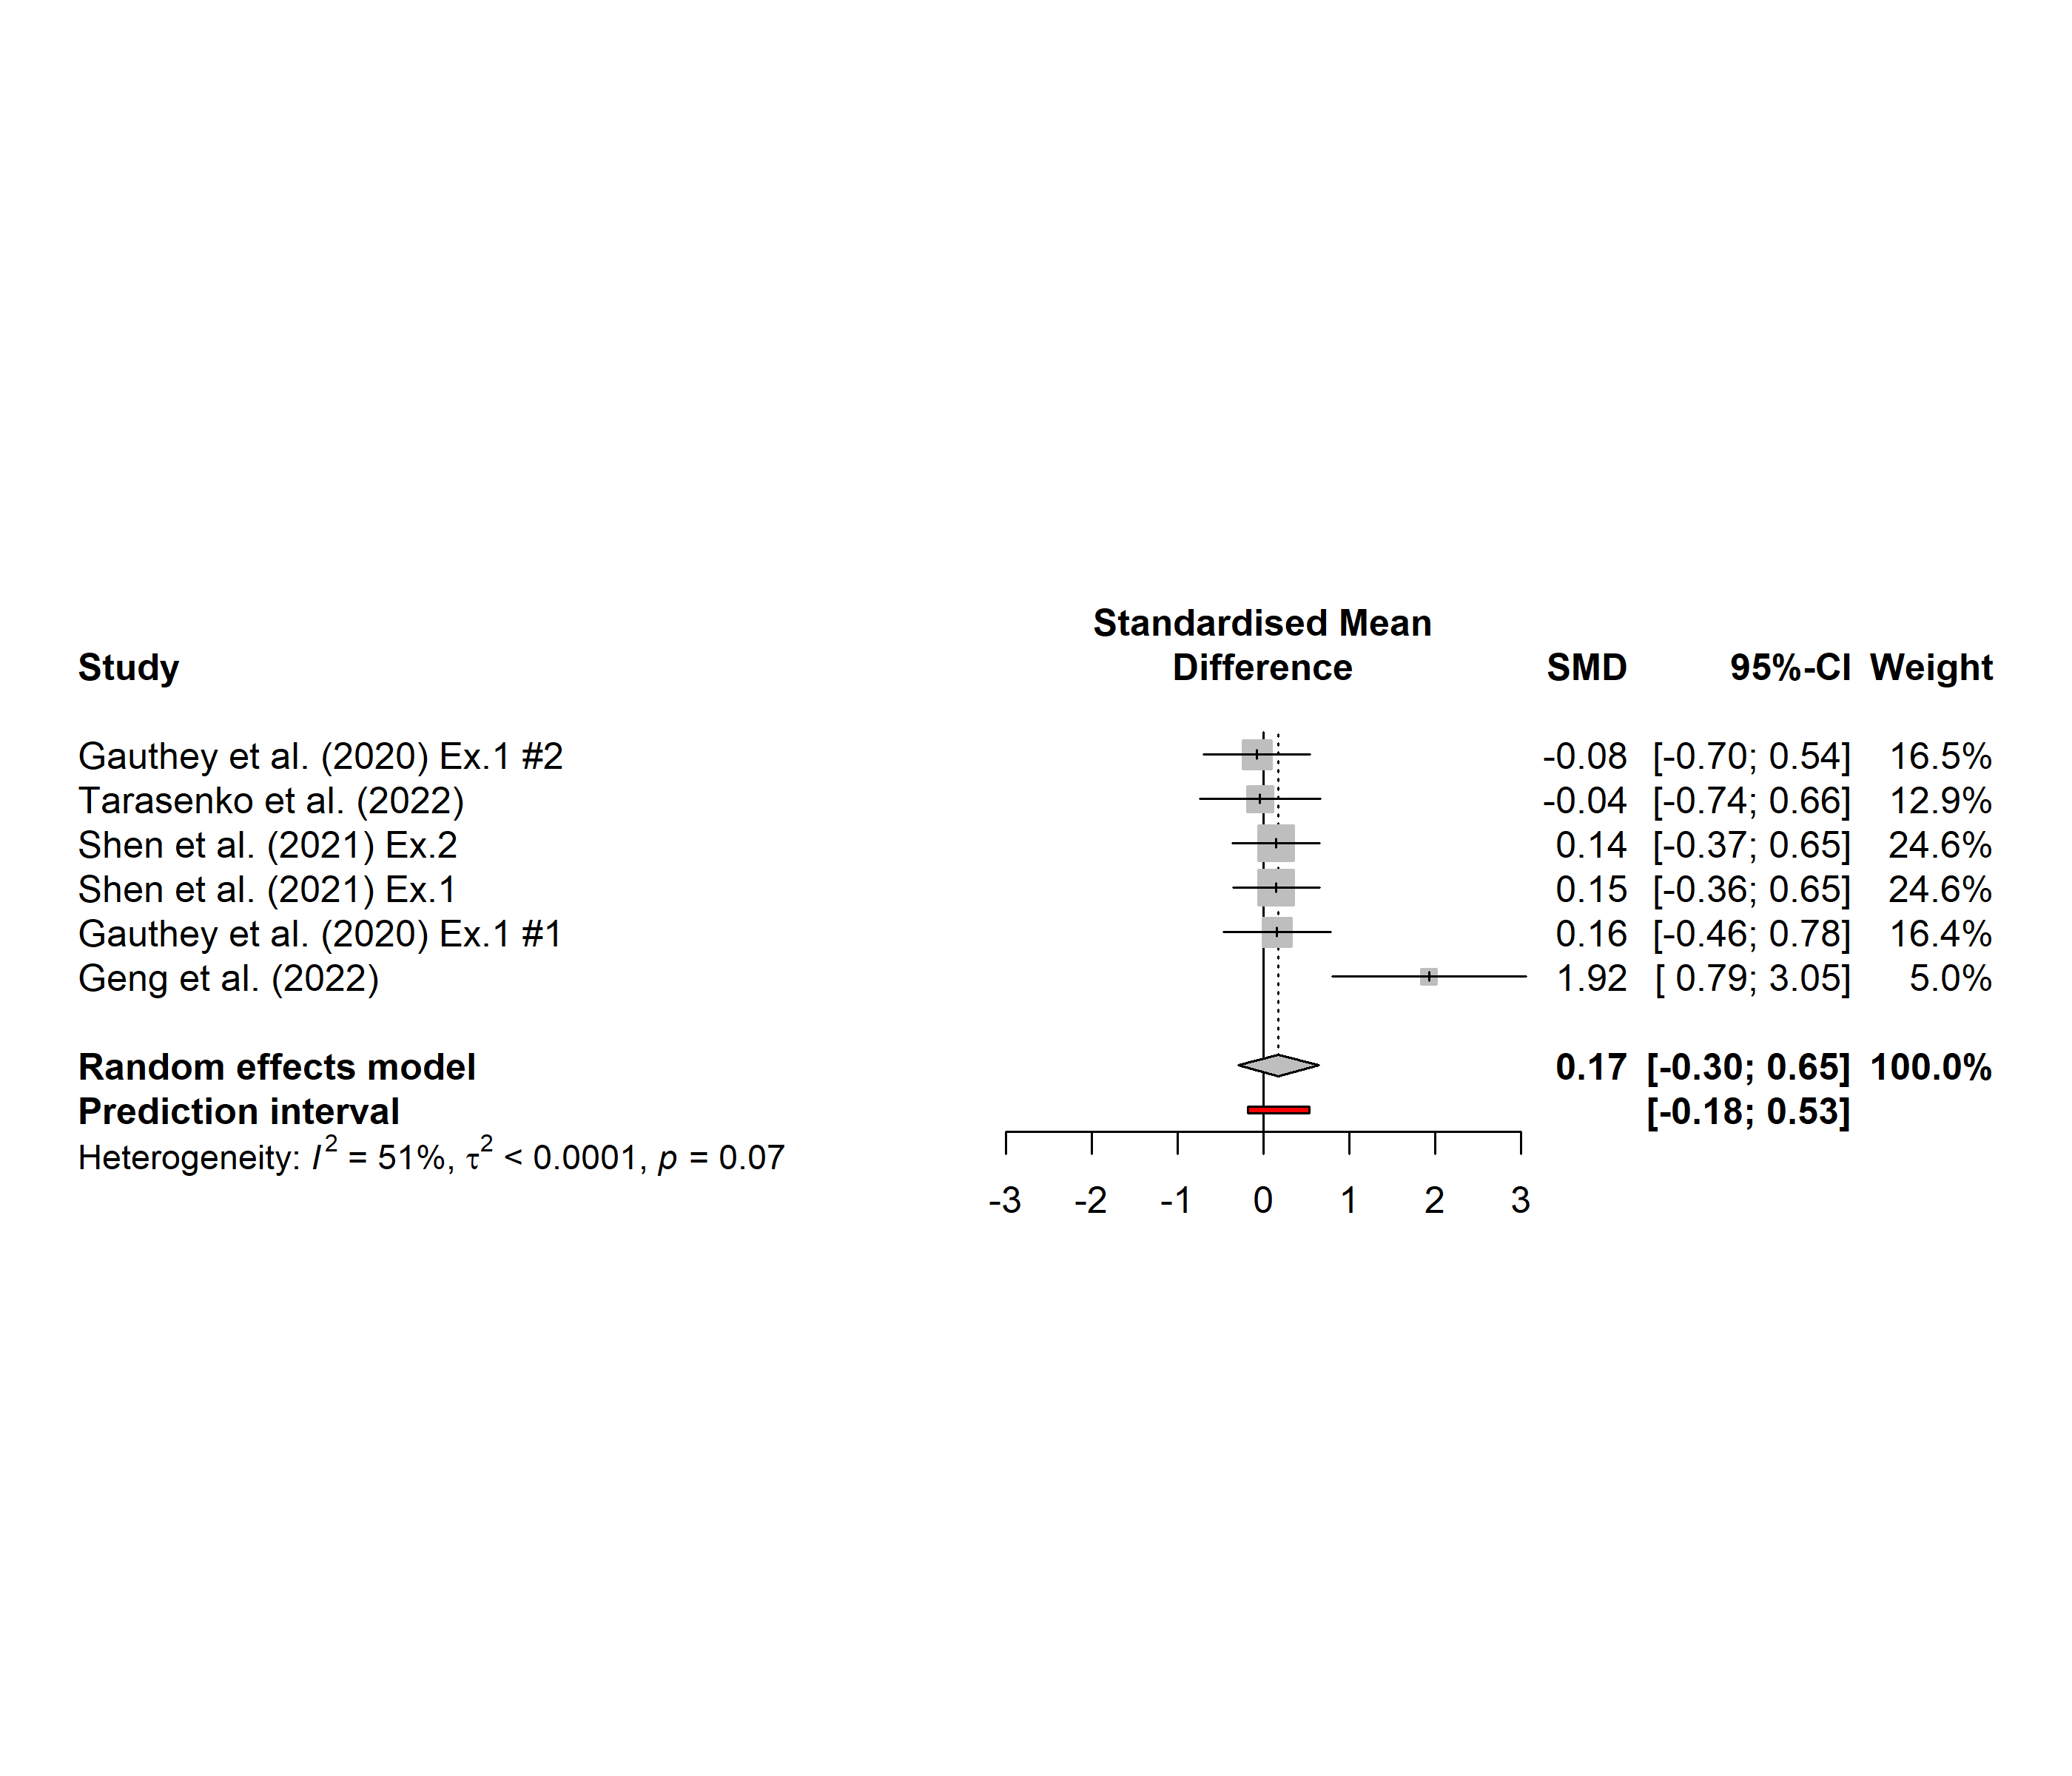 Standardised Mean
Study Difference SMD 95%-CI Weight
Gauthey et al. (2020) Ex.1 #2 -0.08 [-0.70; 0.54] 16.5%
Tarasenko et al. (2022) -0.04 [-0.74; 0.66] 12.9%
Shen et al. (2021) Ex.2 0.14 [-0.37; 0.65] 24.6%
Shen et al. (2021) Ex.1 0.15 [-0.36; 0.65] 24.6%
Gauthey et al. (2020) Ex.1 #1 0.16 [-0.46; 0.78] 16.4%
Geng et al. (2022) 1.92 [ 0.79; 3.05] 5.0%
Random effects model 0.17 [-0.30; 0.65] 100.0%
Prediction interval [-0.18; 0.53]
Heterogeneity: I² = 51%, τ² < 0.0001, p = 0.07
-3 -2 -1 0 1 2 3